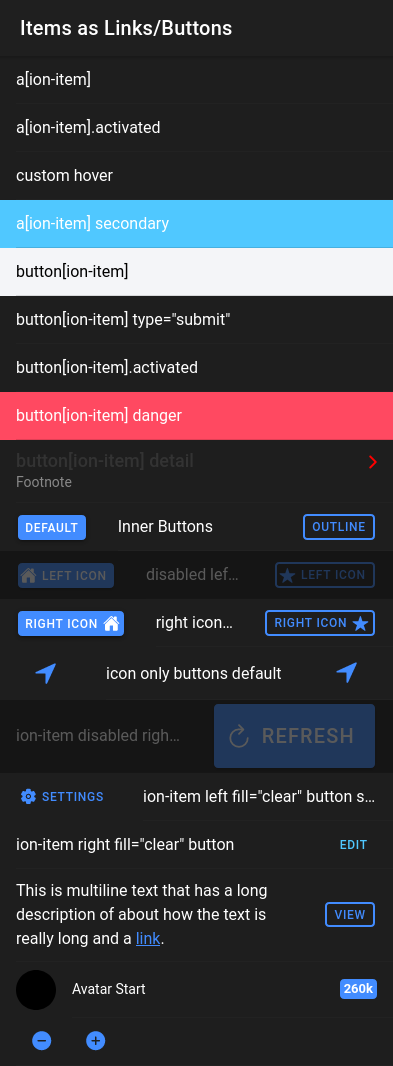 Items as Links/Buttons
a[ion-item]
a[ion-item].activated
custom hover
a[ion-item] secondary
button[ion-item]
button[ion-item] type="submit"
button[ion-item].activated
button[ion-item] danger
button[ion-item] detail
Footnote
DEFAULT Inner Buttons OUTLINE
LEFT ICON disabled lef... LEFT ICON
RIGHT ICON right icon... RIGHT ICON
icon only buttons default
ion-item disabled righ... REFRESH
SETTINGS ion-item left fill="clear" button s...
ion-item right fill="clear" button EDIT
This is multiline text that has a long
description of about how the text is VIEW
really long and a link.
Avatar Start 260k